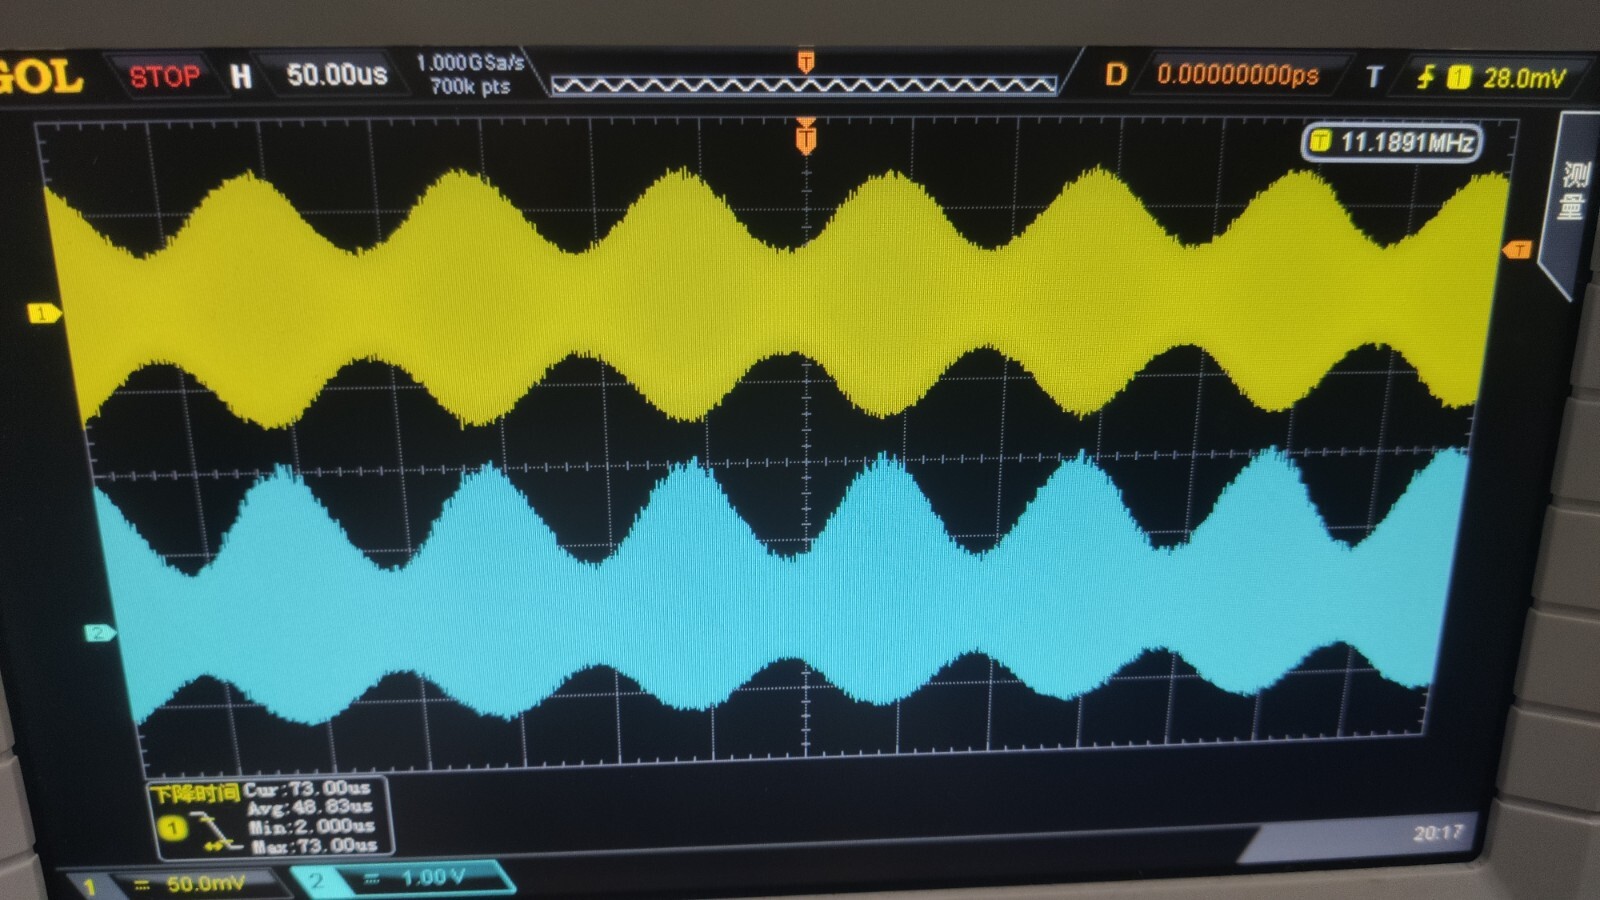 GOL STOP H 50.00us 1.000GSa/s 700k pts T D 0.00000000ps T 1 28.0mV
T
T 11.1891MHz
测量
T
1
2
下降时间 Cur:73.00us
Avg:48.83us
1 Min:2.000us
Max:73.00us
20:17
1 50.0mV 2 1.00V